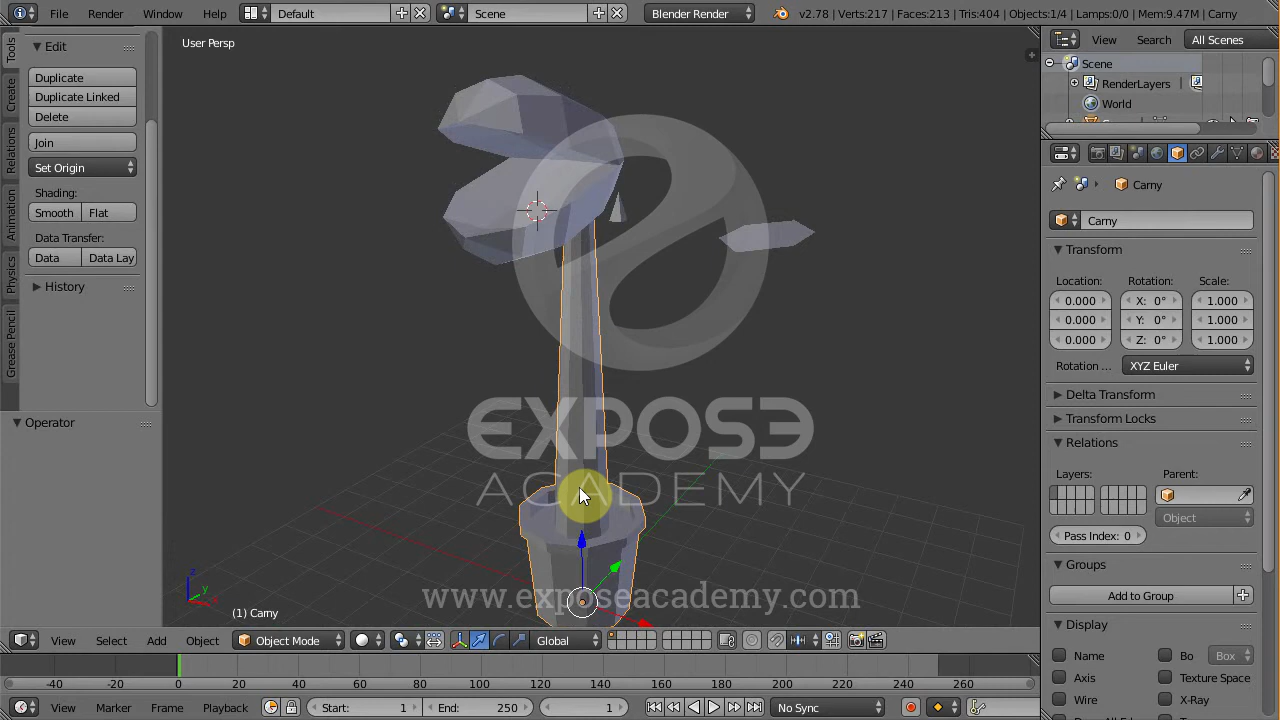 File Render Window Help Default Scene Blender Render v2.78 | Verts:217 | Faces:213 | Tris:404 | Objects:1/4 | Lamps:0/0 | Mem:9.47M | Carny
Tools
Create
Relations
Animation
Physics
Grease Pencil
Edit
Duplicate
Duplicate Linked
Delete
Join
Set Origin
Shading:
Smooth Flat
Data Transfer:
Data Data Lay
History
Operator
User Persp
EXPOSE
ACADEMY
www.exposeacademy.com
z
y
x
(1) Carny
View Select Add Object Object Mode Global
View Search All Scenes
Scene
RenderLayers
World
Carny
Carny
Transform
Location: Rotation: Scale:
0.000 X: 0° 1.000
0.000 Y: 0° 1.000
0.000 Z: 0° 1.000
Rotation ... XYZ Euler
Delta Transform
Transform Locks
Relations
Layers: Parent:
Object
Pass Index: 0
Groups
Add to Group
Display
Name Bo Box
Axis Texture Space
Wire X-Ray
-40 -20 0 20 40 60 80 100 120 140 160 180 200 220 240 260
View Marker Frame Playback Start: 1 End: 250 1 No Sync